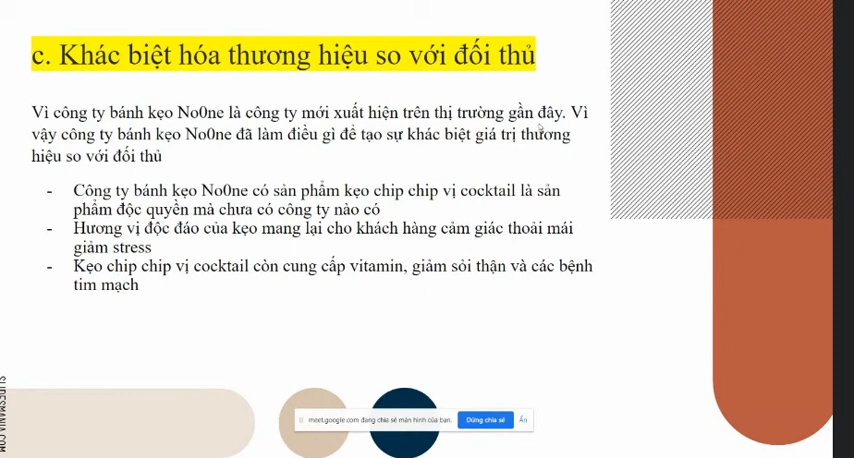 c. Khác biệt hóa thương hiệu so với đối thủ
Vì công ty bánh kẹo No0ne là công ty mới xuất hiện trên thị trường gần đây. Vì
vậy công ty bánh kẹo No0ne đã làm điều gì để tạo sự khác biệt giá trị thương
hiệu so với đối thủ
- Công ty bánh kẹo No0ne có sản phẩm kẹo chip chip vị cocktail là sản
phẩm độc quyền mà chưa có công ty nào có
- Hương vị độc đáo của kẹo mang lại cho khách hàng cảm giác thoải mái
giảm stress
- Kẹo chip chip vị cocktail còn cung cấp vitamin, giảm sỏi thận và các bệnh
tim mạch
meet.google.com đang chia sẻ màn hình của bạn. Dừng chia sẻ Ẩn